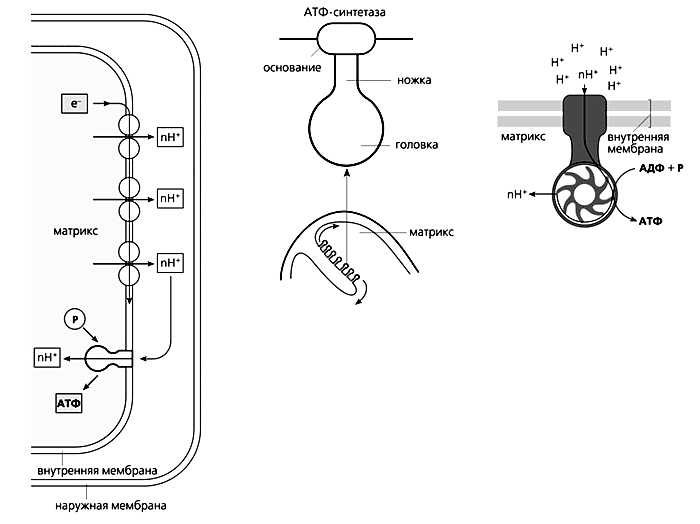 e⁻
nH⁺
nH⁺
матрикс
nH⁺
P
nH⁺
АТФ
внутренняя мембрана
наружная мембрана
АТФ-синтетаза
основание
ножка
головка
матрикс
H⁺
H⁺
H⁺
H⁺
H⁺
nH⁺
H⁺
H⁺
матрикс
внутренняя
мембрана
АДФ + P
nH⁺
АТФ